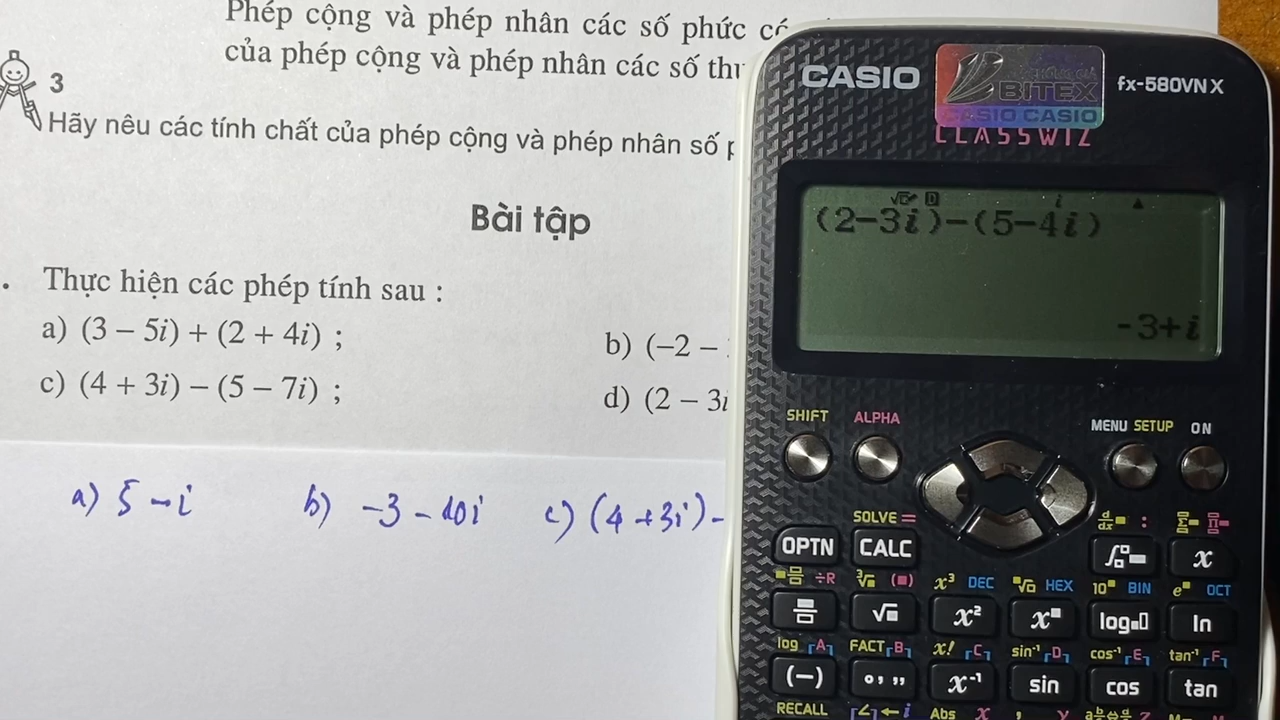 Phép cộng và phép nhân các số phức có
của phép cộng và phép nhân các số
3
Hãy nêu các tính chất của phép cộng và phép nhân số
Bài tập
Thực hiện các phép tính sau :
a) (3 – 5i) + (2 + 4i) ;
b) (–2 –
c) (4 + 3i) – (5 – 7i) ;
d) (2 – 3i
a) 5 - i b) -3 - 10i c) (4 + 3i) -
CASIO
BITEX
CASIO CASIO
fx-580VN X
CLASSWIZ
(2-3i)-(5-4i)
-3+i
SHIFT ALPHA MENU SETUP ON
SOLVE =
OPTN CALC x
÷R x³ DEC HEX 10 BIN e OCT
x² log ln
log A FACT B x! C sin⁻¹ D cos⁻¹ E tan⁻¹ F
(−) x⁻¹ sin cos tan
RECALL i Abs